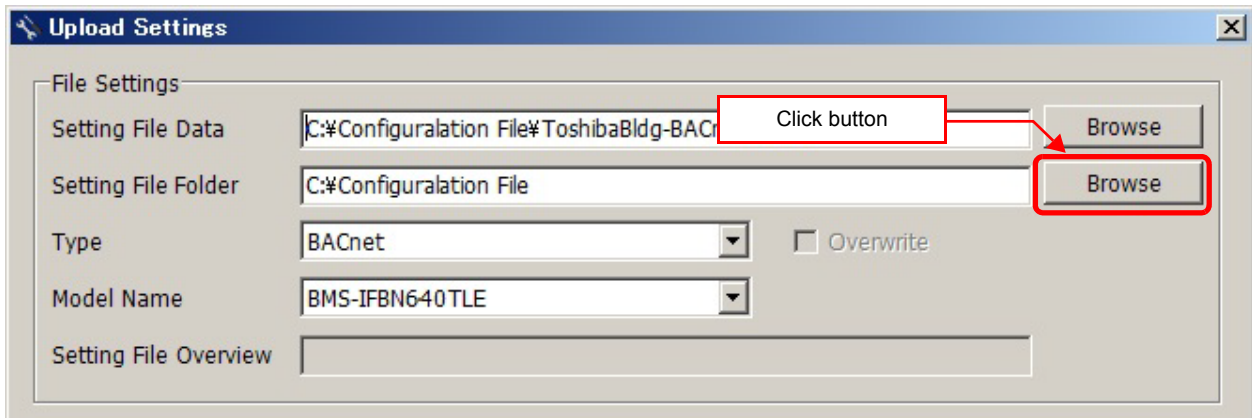 Upload Settings
File Settings
Setting File Data C:¥Configuralation File¥ToshibaBldg-BACn Click button Browse
Setting File Folder C:¥Configuralation File Browse
Type BACnet Overwrite
Model Name BMS-IFBN640TLE
Setting File Overview